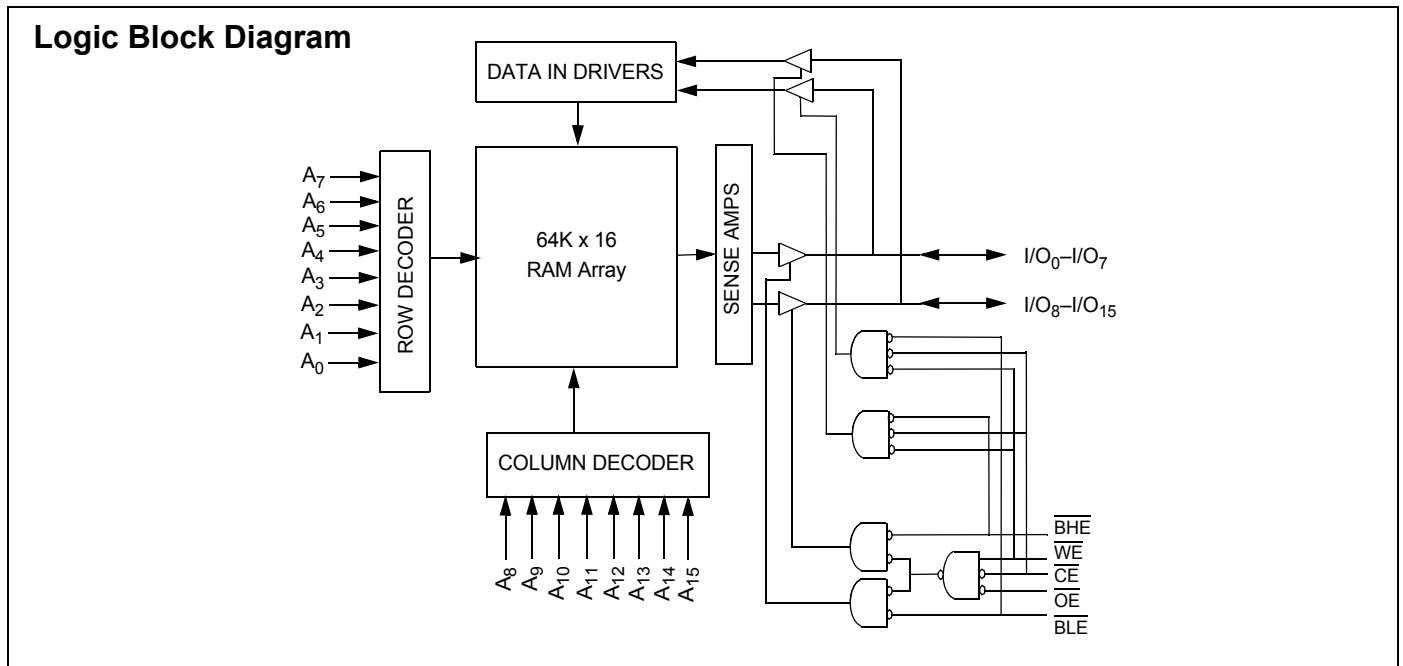 Logic Block Diagram
DATA IN DRIVERS
A7
A6
A5
A4
A3
A2
A1
A0
ROW DECODER
64K x 16
RAM Array
SENSE AMPS
I/O0–I/O7
I/O8–I/O15
COLUMN DECODER
A8
A9
A10
A11
A12
A13
A14
A15
BHE
WE
CE
OE
BLE